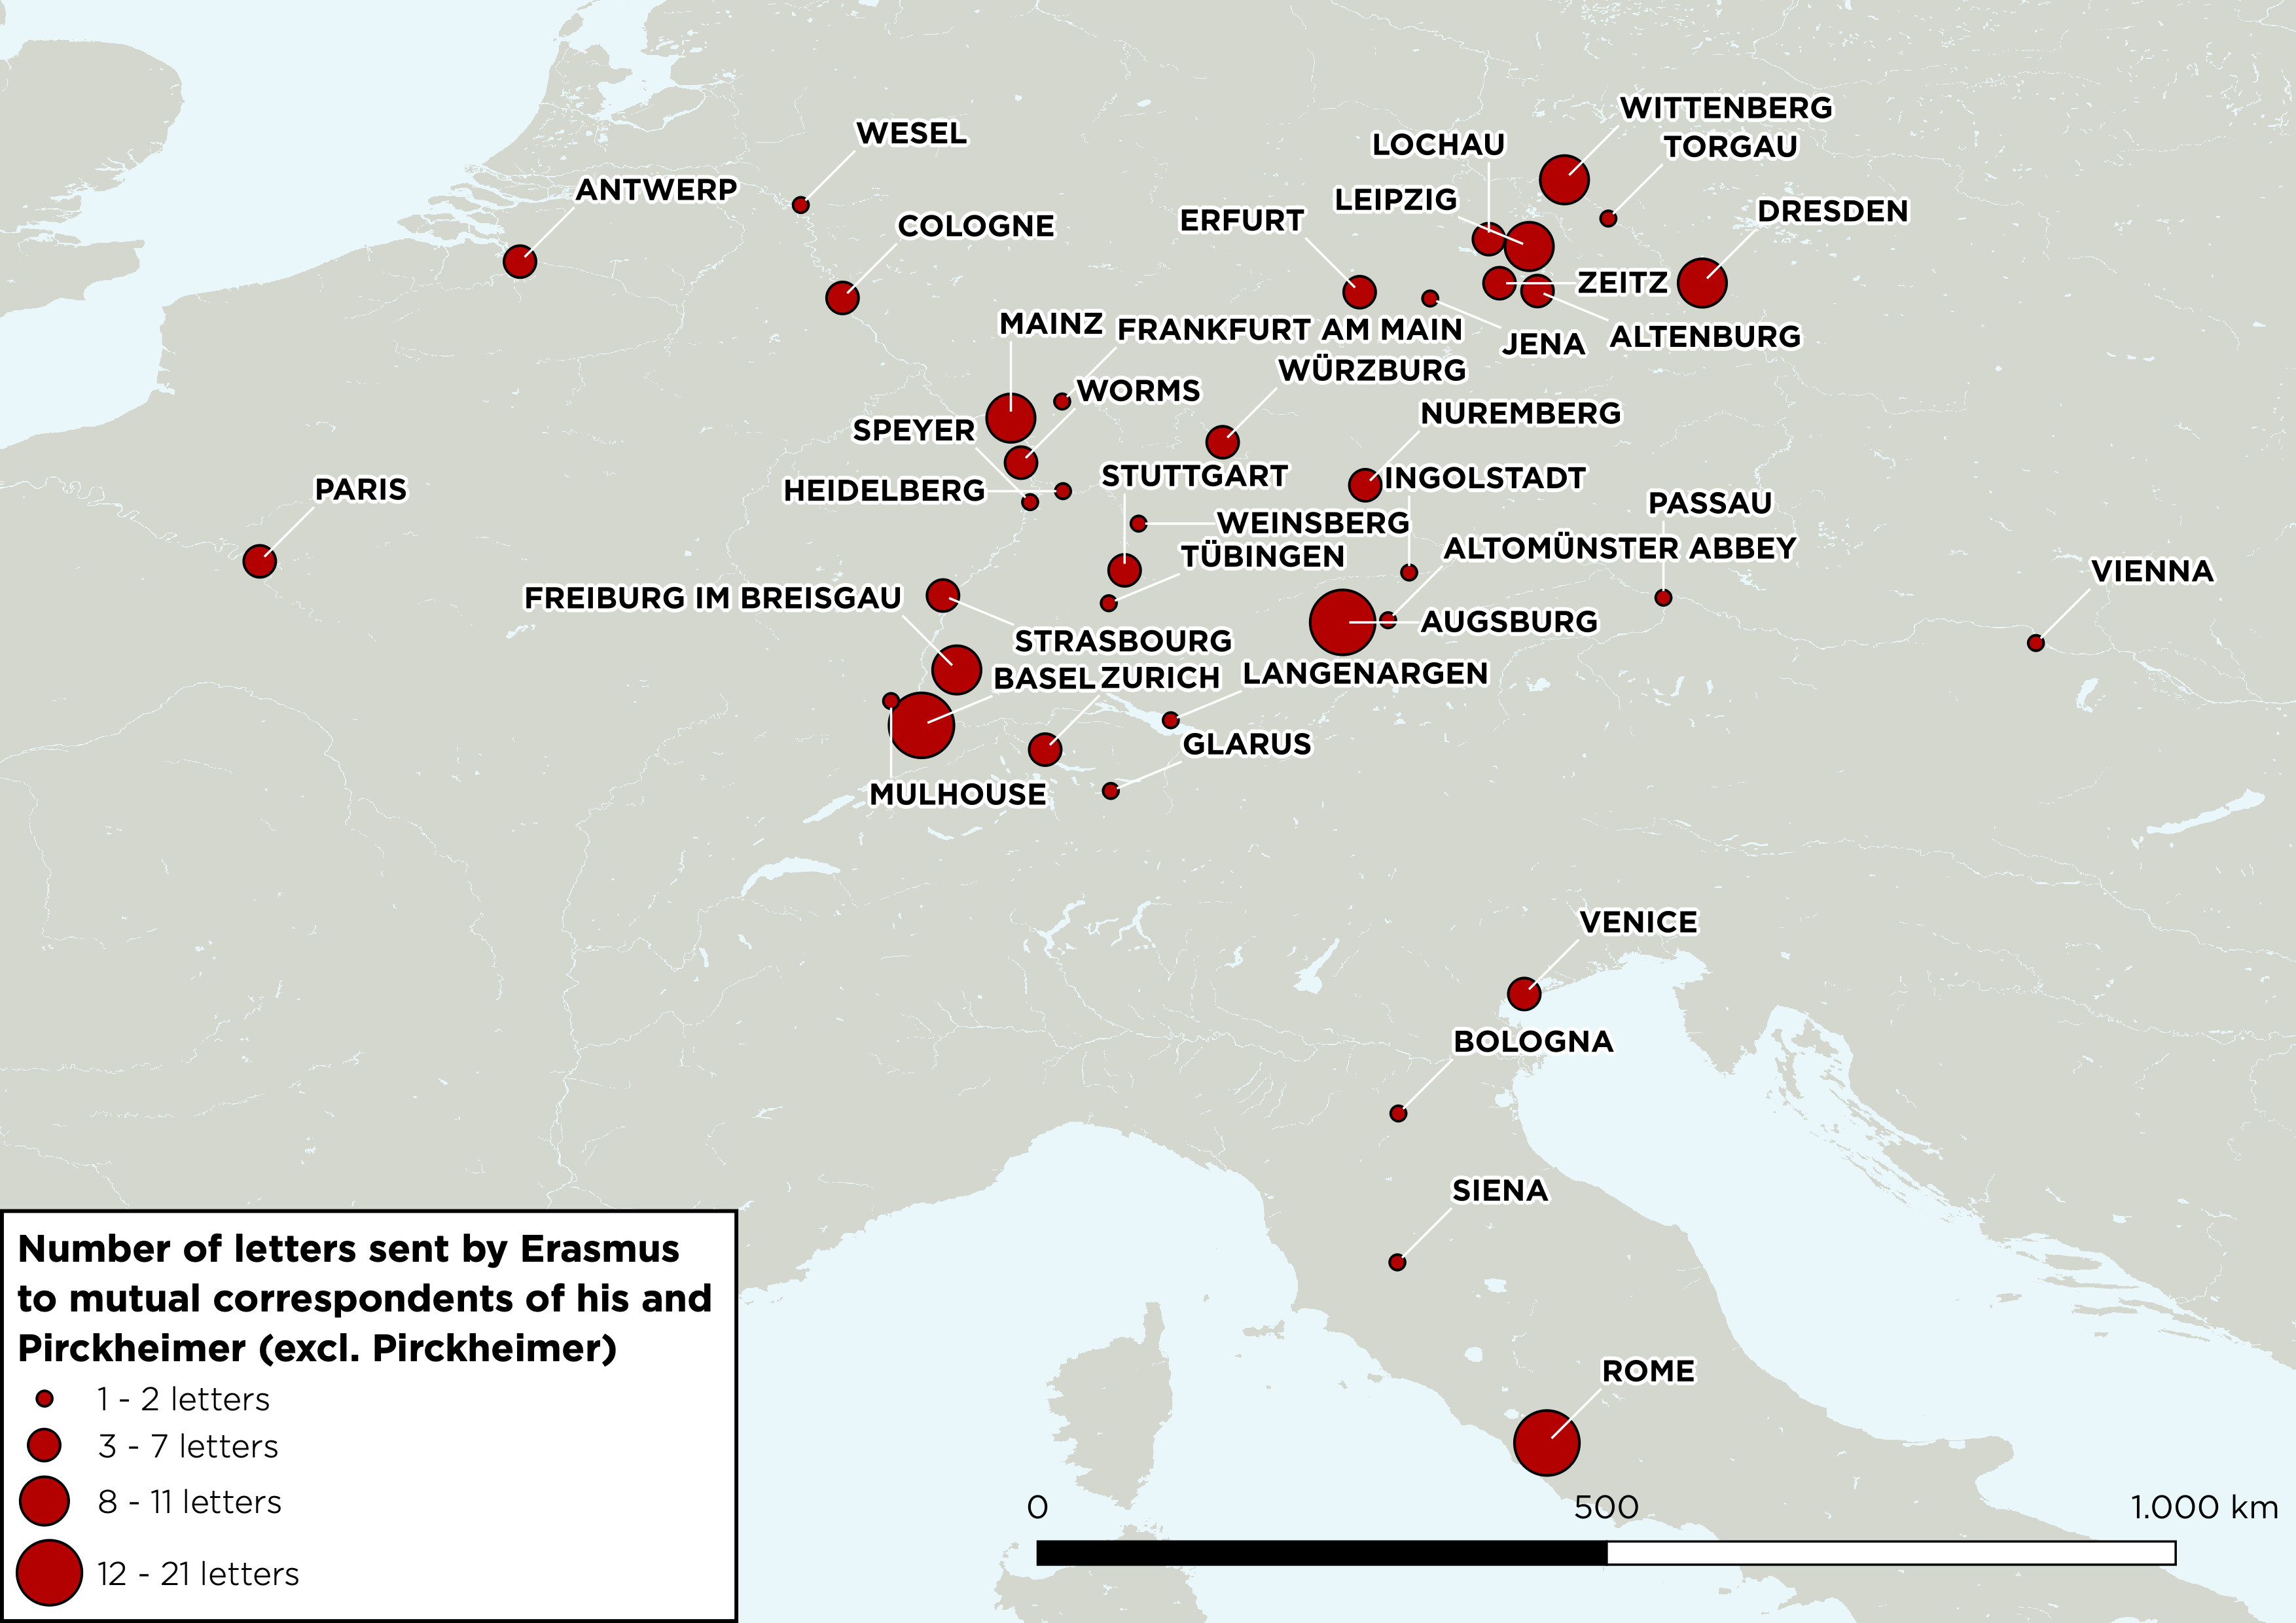 WITTENBERG
WESEL
LOCHAU
TORGAU
ANTWERP
LEIPZIG
DRESDEN
COLOGNE
ERFURT
ZEITZ
MAINZ
FRANKFURT AM MAIN
JENA
ALTENBURG
WÜRZBURG
WORMS
NUREMBERG
SPEYER
STUTTGART
INGOLSTADT
HEIDELBERG
PARIS
PASSAU
WEINSBERG
ALTOMÜNSTER ABBEY
TÜBINGEN
VIENNA
FREIBURG IM BREISGAU
AUGSBURG
STRASBOURG
BASEL
ZURICH
LANGENARGEN
GLARUS
MULHOUSE
VENICE
BOLOGNA
SIENA
ROME
Number of letters sent by Erasmus
to mutual correspondents of his and
Pirckheimer (excl. Pirckheimer)
1 - 2 letters
3 - 7 letters
8 - 11 letters
12 - 21 letters
0 500 1.000 km